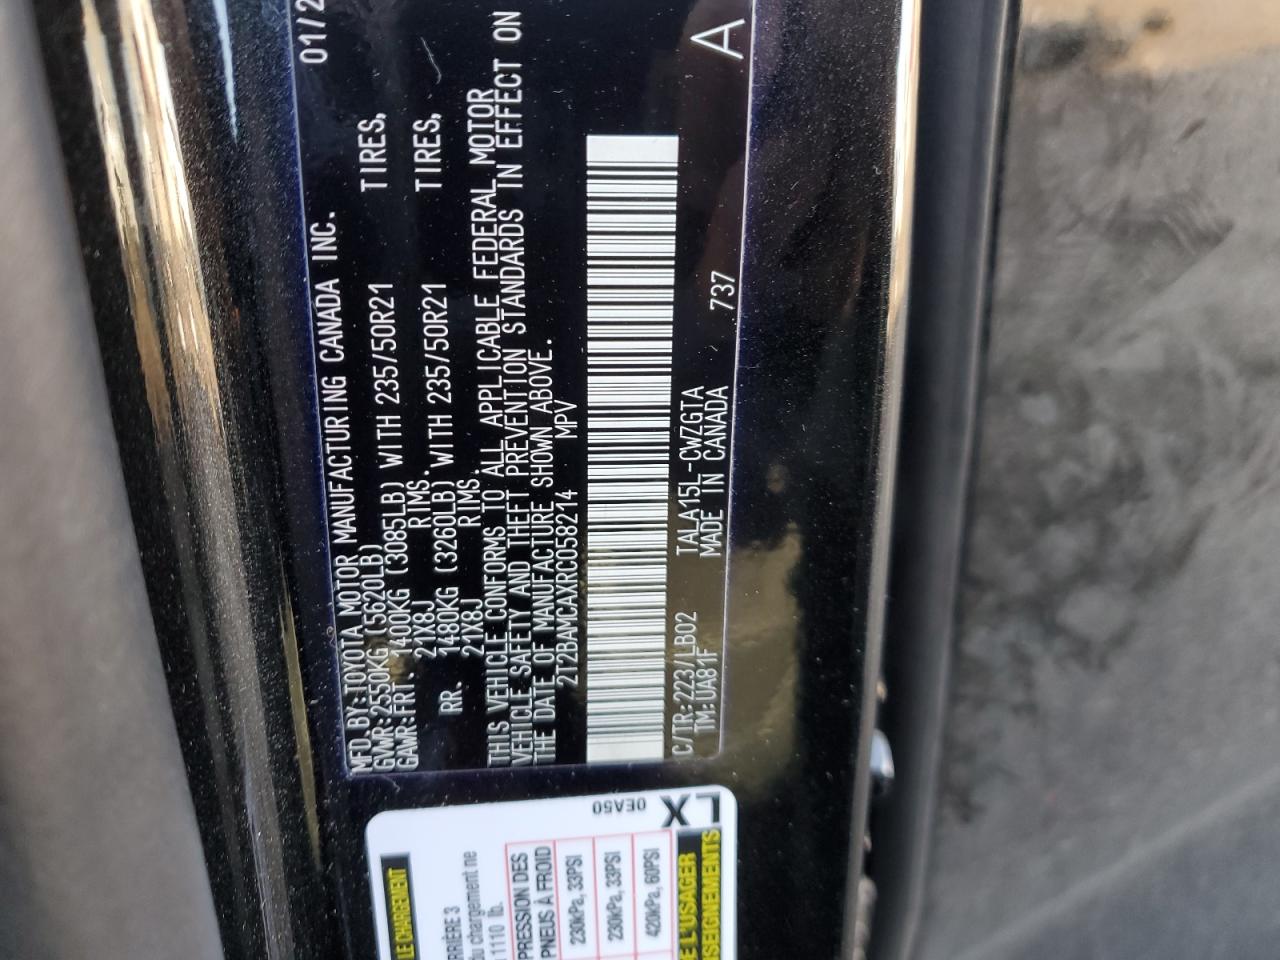 MFD.BY:TOYOTA MOTOR MANUFACTURING CANADA INC. 01/2
GVWR:2550KG (5620LB)
GAWR:FRT. 1400KG (3085LB) WITH 235/50R21 TIRES,
21X8J RIMS.
RR. 1480KG (3260LB) WITH 235/50R21 TIRES,
21X8J RIMS.
THIS VEHICLE CONFORMS TO ALL APPLICABLE FEDERAL MOTOR
VEHICLE SAFETY AND THEFT PREVENTION STANDARDS IN EFFECT ON
THE DATE OF MANUFACTURE SHOWN ABOVE.
2T2BAMCAXRC058214 MPV
C/TR:223/LB02 TALA15L-CWZGTA A
TM:UA81F MADE IN CANADA 737
LE CHARGEMENT
RRIÈRE 3
du chargement ne
1110 lb.
PRESSION DES
PNEUS À FROID
230kPa, 33PSI
230kPa, 33PSI
420kPa, 60PSI
E L'USAGER
NSEIGNEMENTS
0EA50
LX